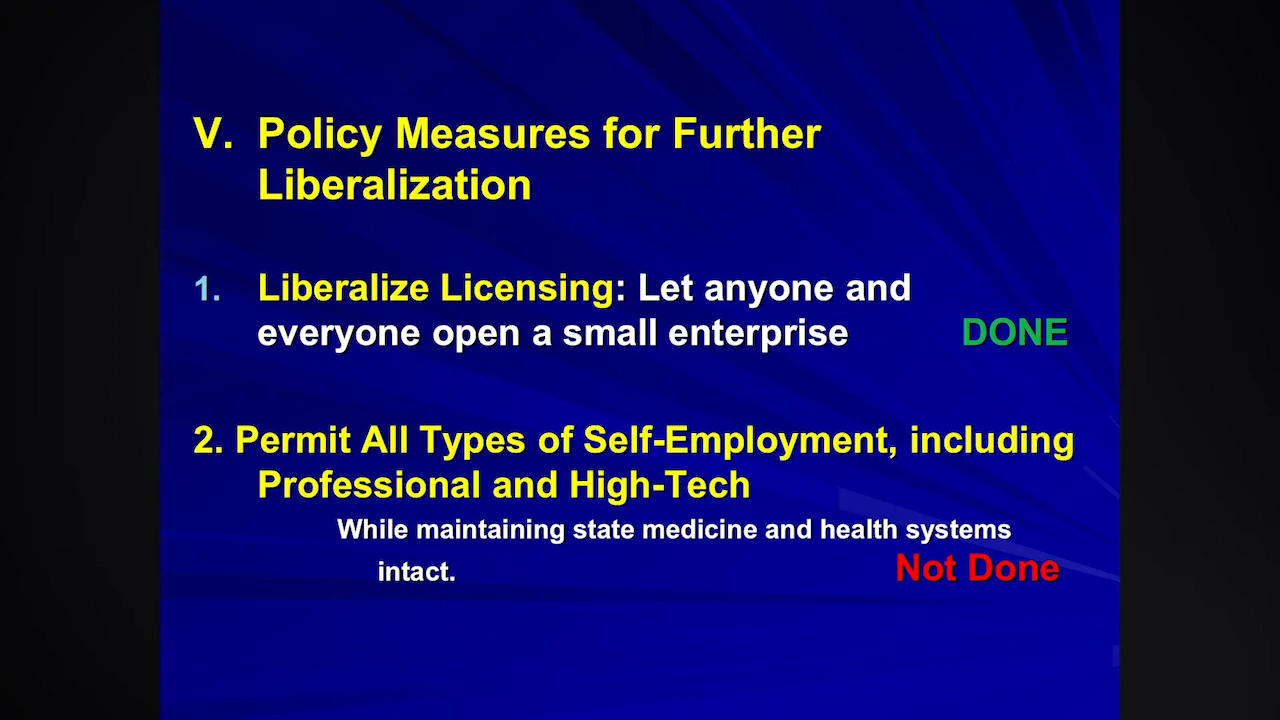 V. Policy Measures for Further
Liberalization
1. Liberalize Licensing: Let anyone and
everyone open a small enterprise DONE
2. Permit All Types of Self-Employment, including
Professional and High-Tech
While maintaining state medicine and health systems
intact. Not Done